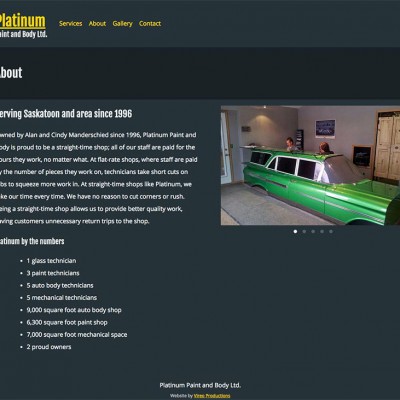 Platinum
Paint and Body Ltd.
Services About Gallery Contact
About
erving Saskatoon and area since 1996
wned by Alan and Cindy Manderschied since 1996, Platinum Paint and
ody is proud to be a straight-time shop; all of our staff are paid for the
ours they work, no matter what. At flat-rate shops, where staff are paid
y the number of pieces they work on, technicians take short cuts on
bs to squeeze more work in. At straight-time shops like Platinum, we
ke our time every time. We have no reason to cut corners or rush.
eing a straight-time shop allows us to provide better quality work,
aving customers unnecessary return trips to the shop.
latinum by the numbers
1 glass technician
3 paint technicians
5 auto body technicians
5 mechanical technicians
9,000 square foot auto body shop
6,300 square foot paint shop
7,000 square foot mechanical space
2 proud owners
Platinum Paint and Body Ltd.
Website by Vireo Productions